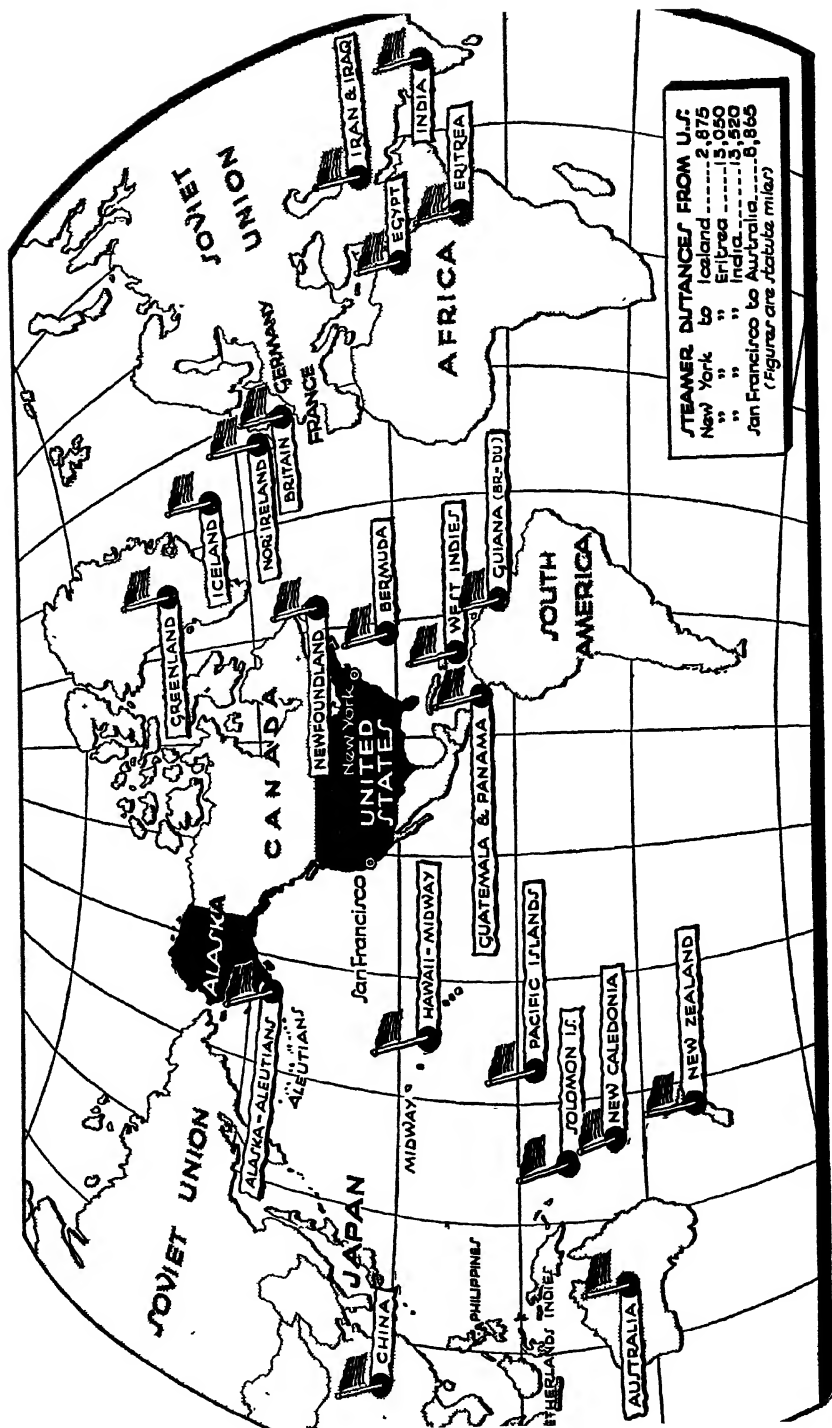 SOVIET UNION
ALASKA
ALASKA-ALEUTIANS
ALEUTIANS
CANADA
GREENLAND
ICELAND
NOR. IRELAND
BRITAIN
GERMANY
FRANCE
SOVIET
UNION
IRAN & IRAQ
INDIA
EGYPT
ERITREA
AFRICA
NEWFOUNDLAND
New York
UNITED
STATES
San Francisco
BERMUDA
WEST INDIES
GUIANA (BR-DU)
GUATEMALA & PANAMA
SOUTH
AMERICA
HAWAII-MIDWAY
MIDWAY
PACIFIC ISLANDS
SOLOMON IS.
NEW CALEDONIA
NEW ZEALAND
JAPAN
CHINA
PHILIPPINES
ETHERLANDS INDIES
AUSTRALIA
STEAMER DISTANCES FROM U.S.
New York to Iceland-------2,875
" " " Eritrea------13,050
" " " India--------13,520
San Francisco to Australia----8,865
(Figures are statute miles)